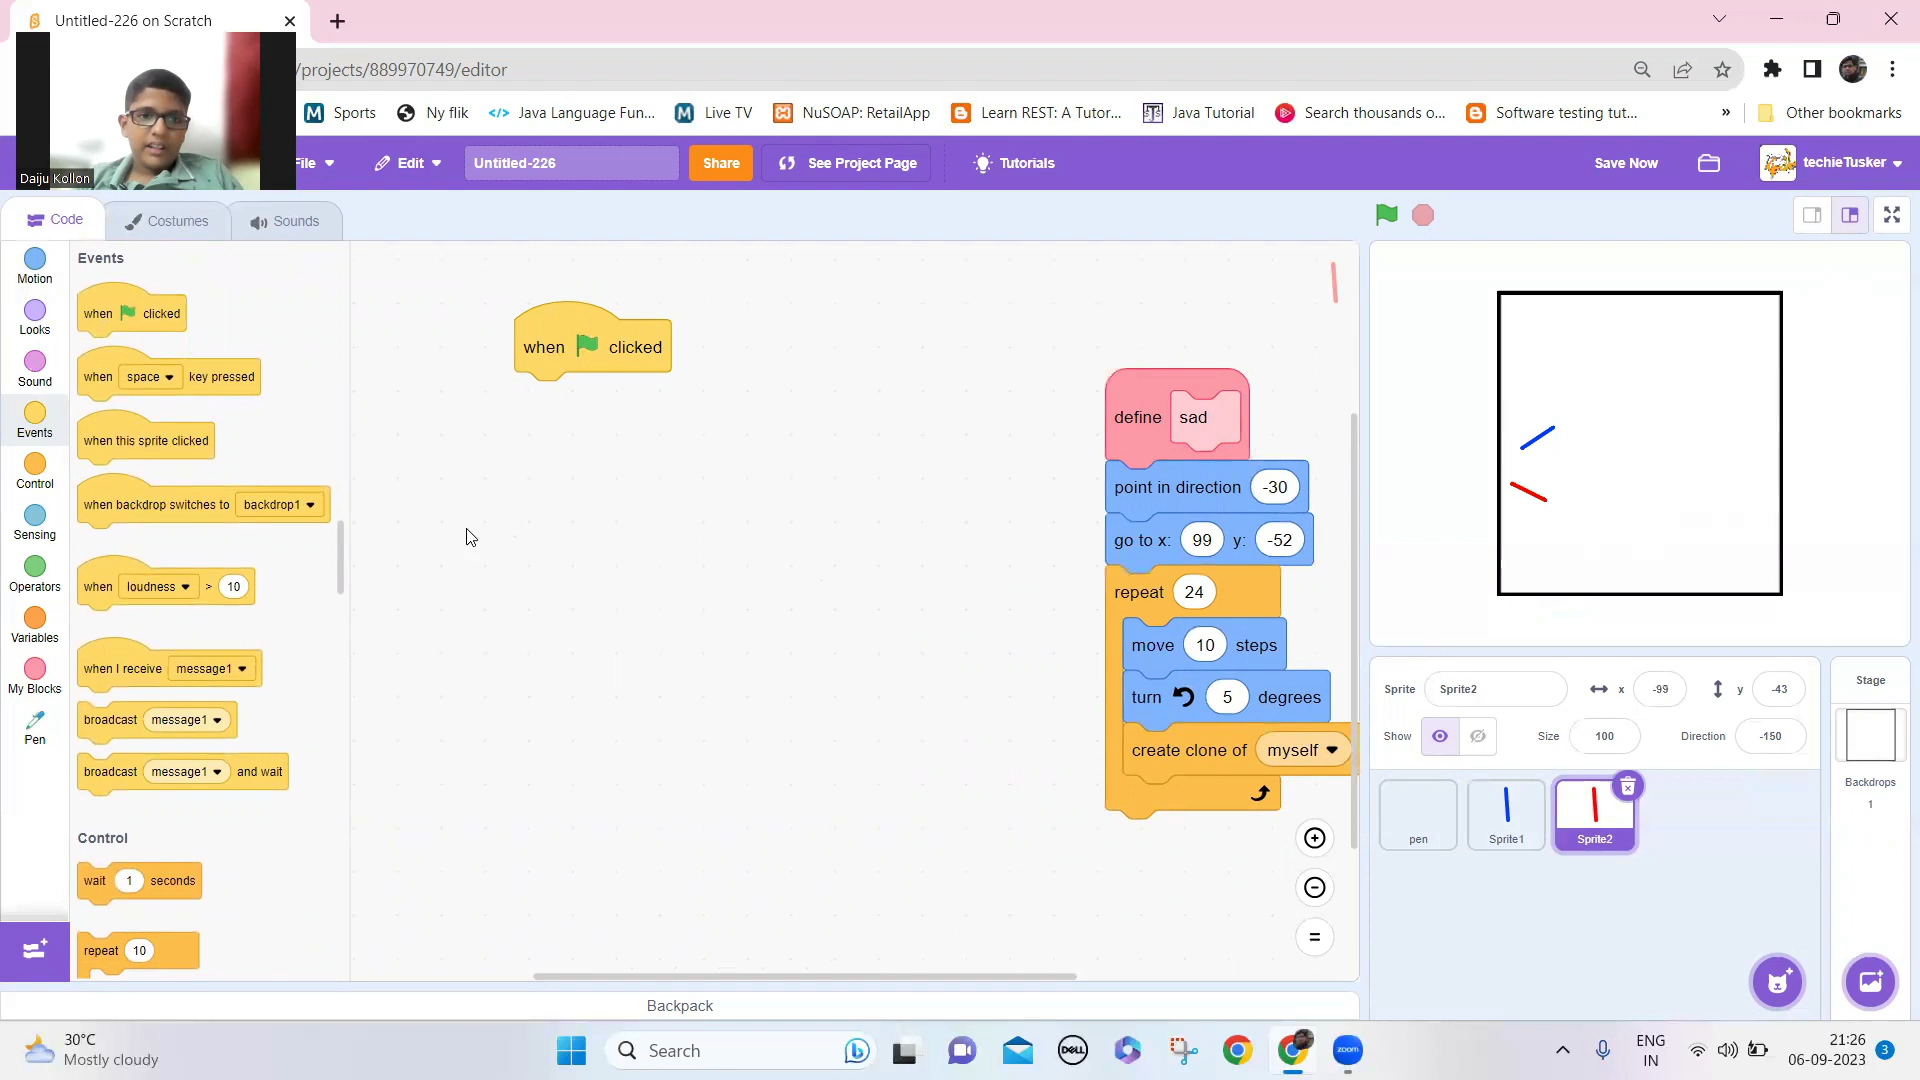 Untitled-226 on Scratch
/projects/889970749/editor
Sports
Ny flik
Java Language Fun...
Live TV
NuSOAP: RetailApp
Learn REST: A Tutor...
Java Tutorial
Search thousands o...
Software testing tut...
»
Other bookmarks
Daiju Kollon
File
Edit
Untitled-226
Share
See Project Page
Tutorials
Save Now
techieTusker
Code
Costumes
Sounds
Motion
Looks
Sound
Events
Control
Sensing
Operators
Variables
My Blocks
Pen
Events
when clicked
when space key pressed
when this sprite clicked
when backdrop switches to backdrop1
when loudness > 10
when I receive message1
broadcast message1
broadcast message1 and wait
Control
wait 1 seconds
repeat 10
when clicked
define sad
point in direction -30
go to x: 99 y: -52
repeat 24
move 10 steps
turn 5 degrees
create clone of myself
Backpack
Sprite Sprite2 x -99 y -43
Show Size 100 Direction -150
pen
Sprite1
Sprite2
Stage
Backdrops
1
30°C
Mostly cloudy
Search
DELL
zoom
ENG
IN
21:26
06-09-2023
3